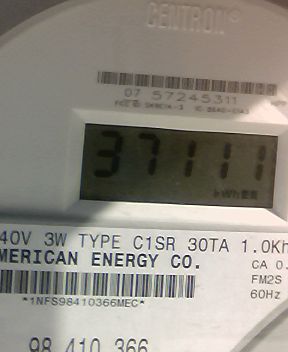 CENTRON®
07 57245311
37111
kWh
40V 3W TYPE C1SR 30TA 1.0Kh
MERICAN ENERGY CO.
CA 0.
FM2S
60Hz
*1NFS98410366MEC*
98 410 366